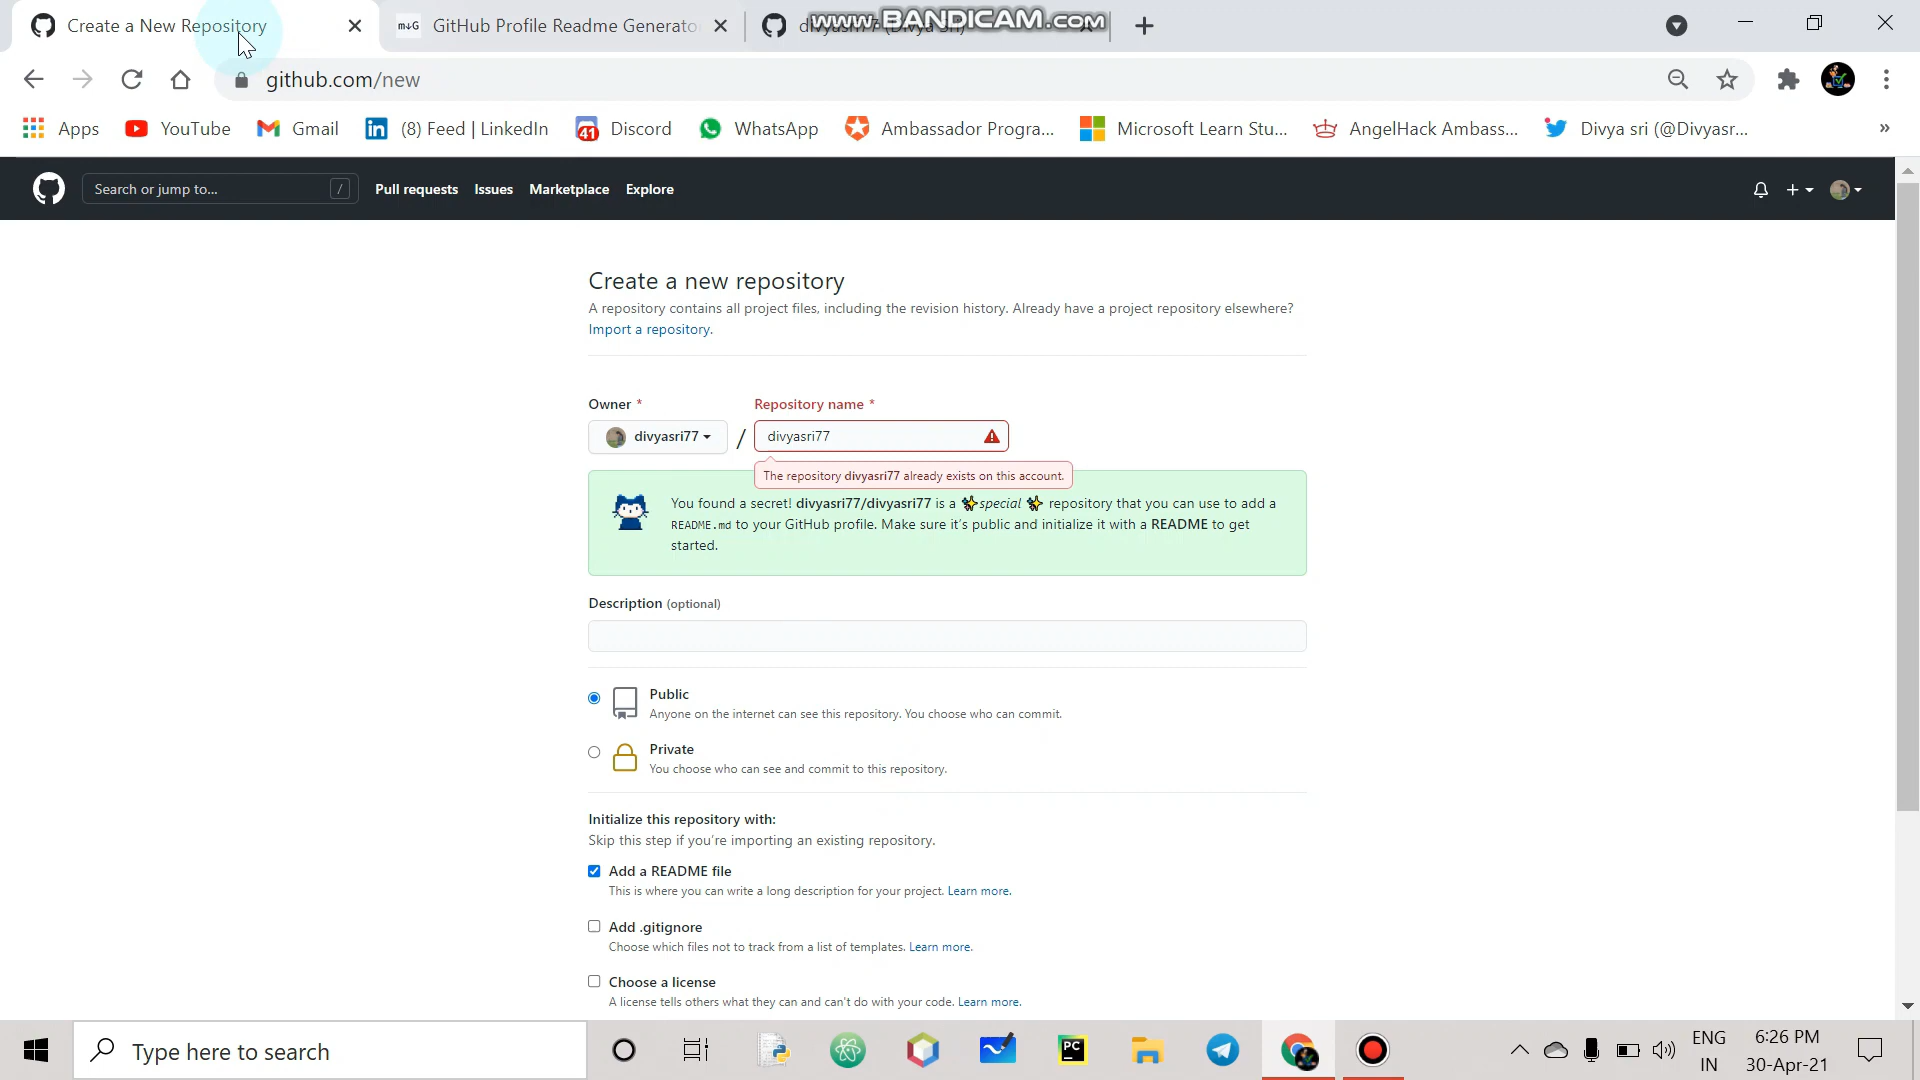 Create a New Repository
GitHub Profile Readme Generato
www.BANDICAM.com
github.com/new
Apps
YouTube
Gmail
(8) Feed | LinkedIn
41
Discord
WhatsApp
Ambassador Progra...
Microsoft Learn Stu...
AngelHack Ambass...
Divya sri (@Divyasr...
»
Search or jump to...
/
Pull requests
Issues
Marketplace
Explore
Create a new repository
A repository contains all project files, including the revision history. Already have a project repository elsewhere?
Import a repository.
Owner *
Repository name *
divyasri77
/
divyasri77
The repository divyasri77 already exists on this account.
You found a secret! divyasri77/divyasri77 is a ✨special ✨ repository that you can use to add a
README.md to your GitHub profile. Make sure it's public and initialize it with a README to get
started.
Description (optional)
Public
Anyone on the internet can see this repository. You choose who can commit.
Private
You choose who can see and commit to this repository.
Initialize this repository with:
Skip this step if you're importing an existing repository.
Add a README file
This is where you can write a long description for your project. Learn more.
Add .gitignore
Choose which files not to track from a list of templates. Learn more.
Choose a license
A license tells others what they can and can't do with your code. Learn more.
Type here to search
PC
ENG
IN
6:26 PM
30-Apr-21